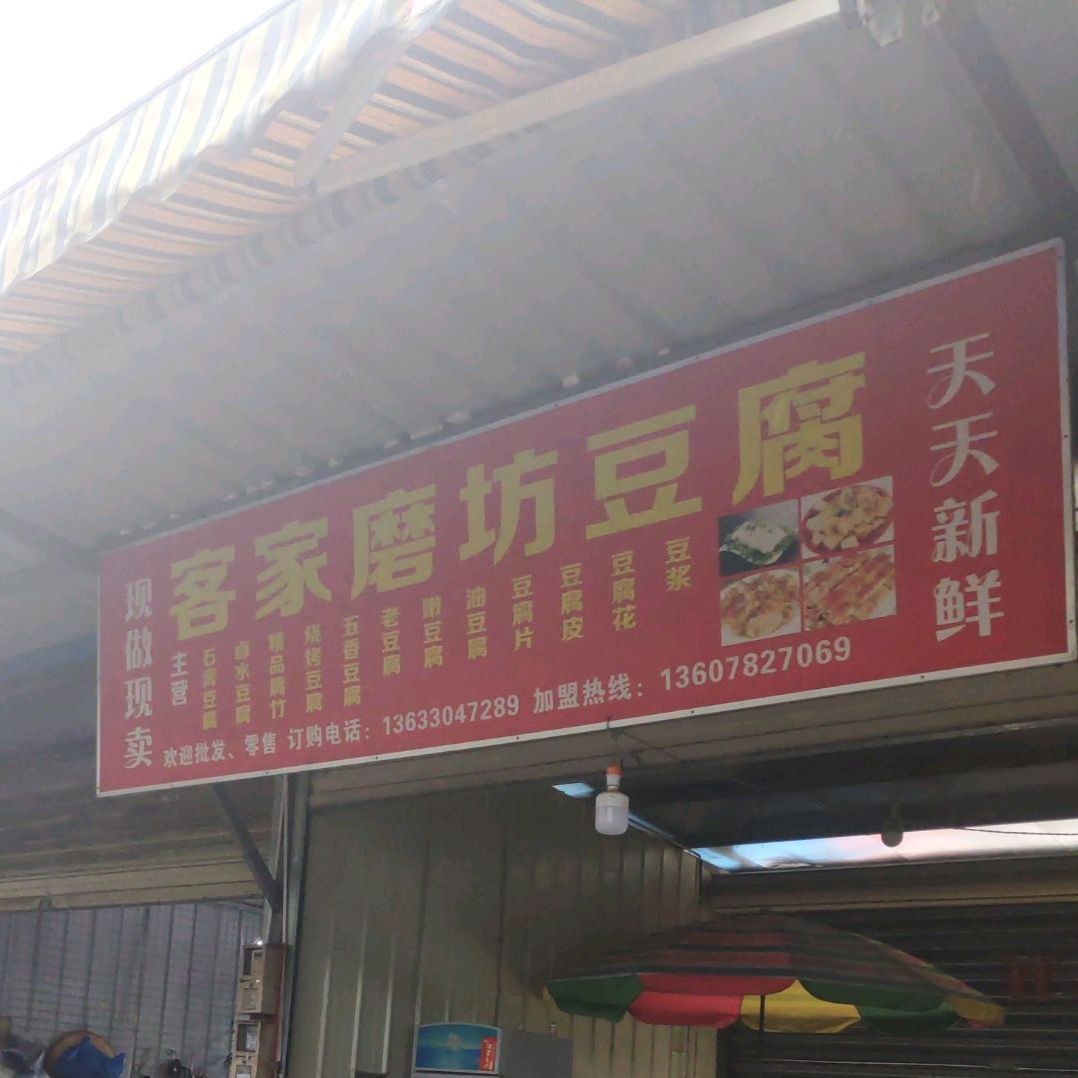 现做现卖
客家磨坊豆腐
天天新鲜
主营
石膏豆腐
卤水豆腐
精品腐竹
烧烤豆腐
五香豆腐
老豆腐
嫩豆腐
油豆腐
豆腐片
豆腐皮
豆腐花
豆浆
欢迎批发、零售 订购电话：13633047289 加盟热线：13607827069